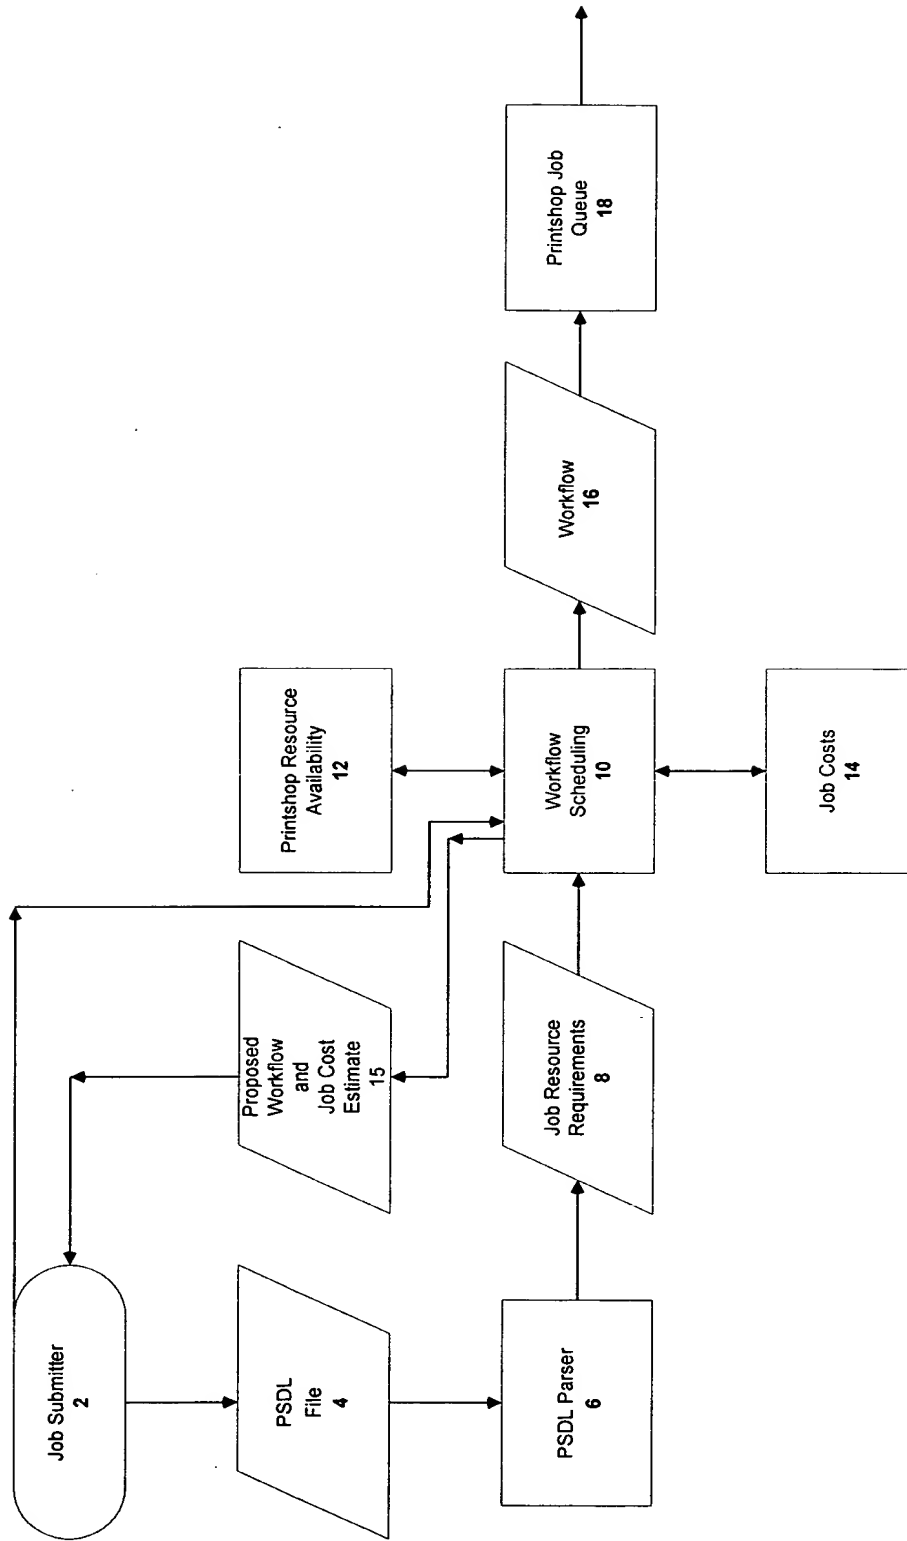 Job Submitter
2
PSDL
File
4
PSDL Parser
6
Proposed
Workflow
and
Job Cost
Estimate
15
Job Resource
Requirements
8
Printshop Resource
Availability
12
Workflow
Scheduling
10
Job Costs
14
Workflow
16
Printshop Job
Queue
18